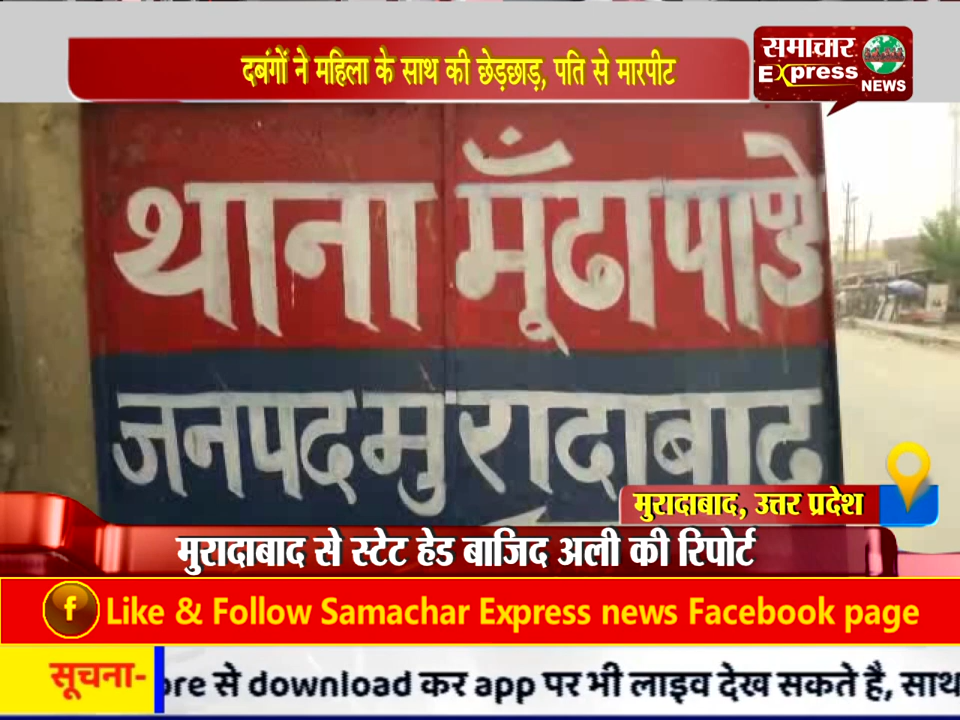 दबंगों ने महिला के साथ की छेड़छाड़, पति से मारपीट
समाचार
Express
NEWS
थाना मूँढापाडे
जनपद मुरादाबाद
मुरादाबाद, उत्तर प्रदेश
मुरादाबाद से स्टेट हेड बाजिद अली की रिपोर्ट
f Like & Follow Samachar Express news Facebook page
सूचना- ore से download कर app पर भी लाइव देख सकते है, साथ